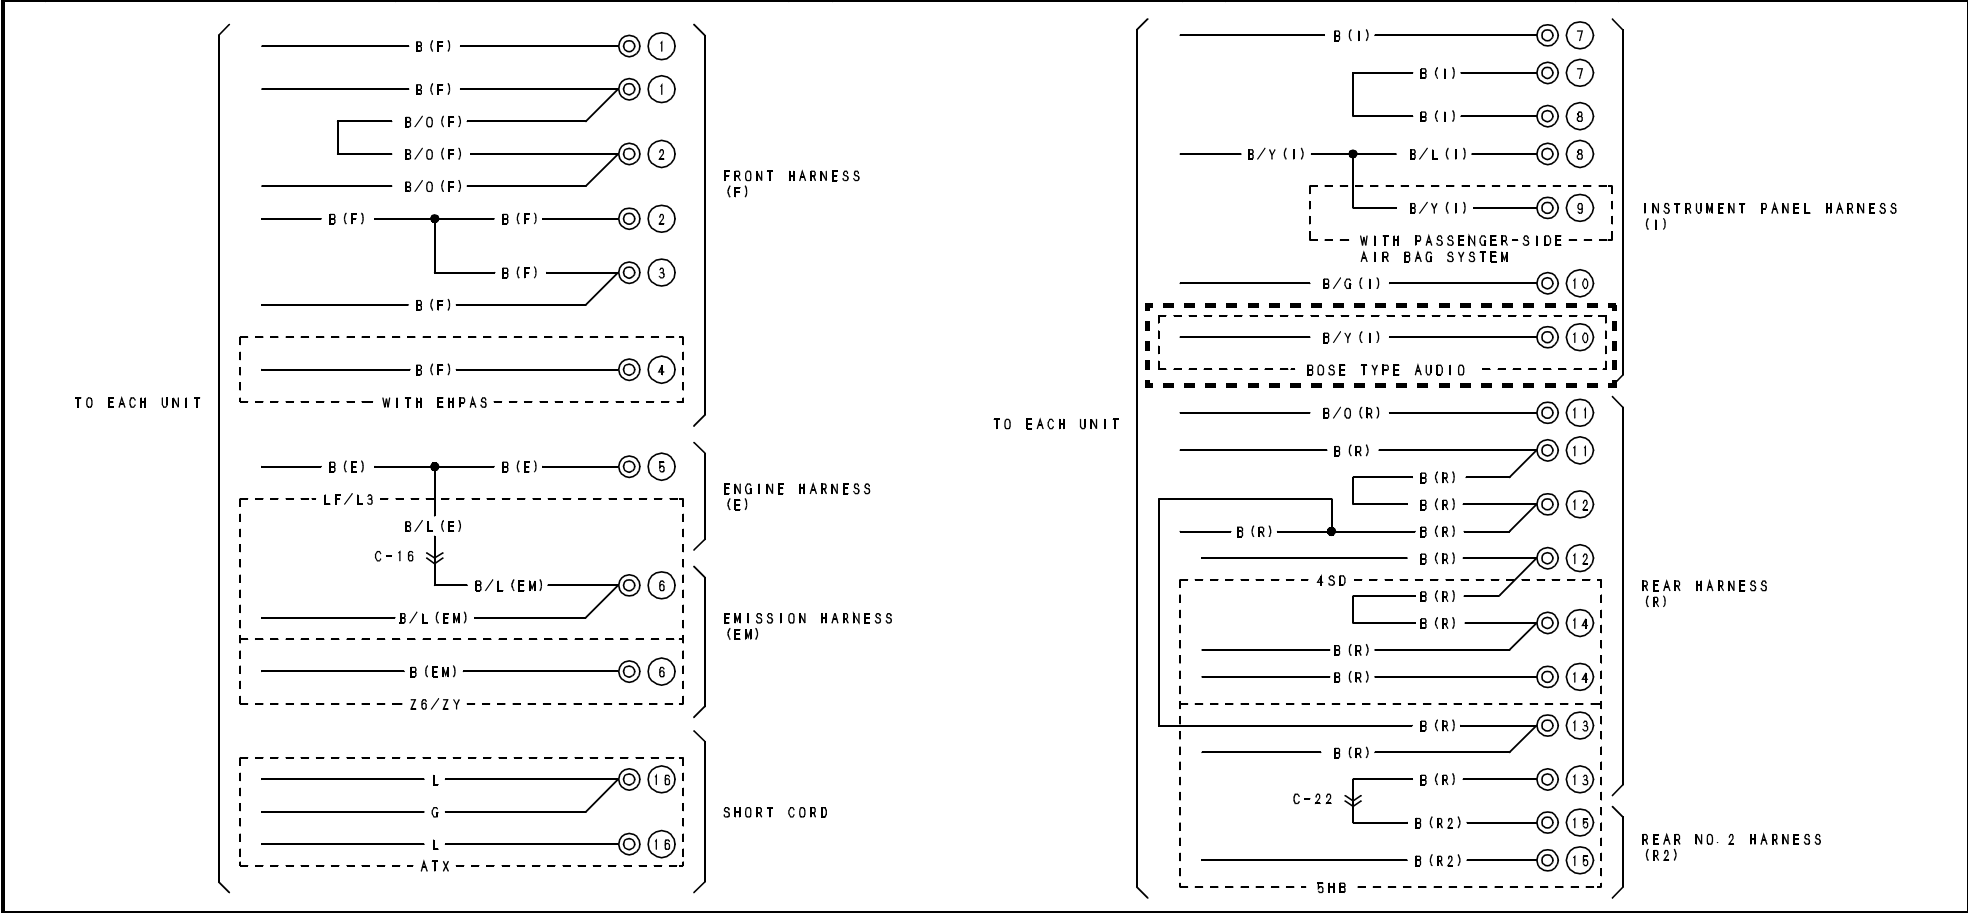 B(F) 1
B(F) 1
B/O(F)
B/O(F) 2
B/O(F)
B(F) B(F) 2
B(F) 3
B(F)
B(F) 4
WITH EHPAS
FRONT HARNESS
(F)
TO EACH UNIT
B(E) B(E) 5
LF/L3
B/L(E)
C-16
ENGINE HARNESS
(E)
B/L(EM) 6
B/L(EM)
B(EM) 6
Z6/ZY
EMISSION HARNESS
(EM)
L 16
G
L 16
ATX
SHORT CORD
B(I) 7
B(I) 7
B(I) 8
B/Y(I) B/L(I) 8
B/Y(I) 9
WITH PASSENGER-SIDE
AIR BAG SYSTEM
B/G(I) 10
B/Y(I) 10
BOSE TYPE AUDIO
INSTRUMENT PANEL HARNESS
(I)
TO EACH UNIT
B/O(R) 11
B(R) 11
B(R)
B(R) 12
B(R) B(R)
B(R) 12
4SD
B(R)
B(R) 14
B(R)
B(R) 14
B(R) 13
B(R)
B(R) 13
REAR HARNESS
(R)
C-22
B(R2) 15
B(R2) 15
5HB
REAR NO.2 HARNESS
(R2)